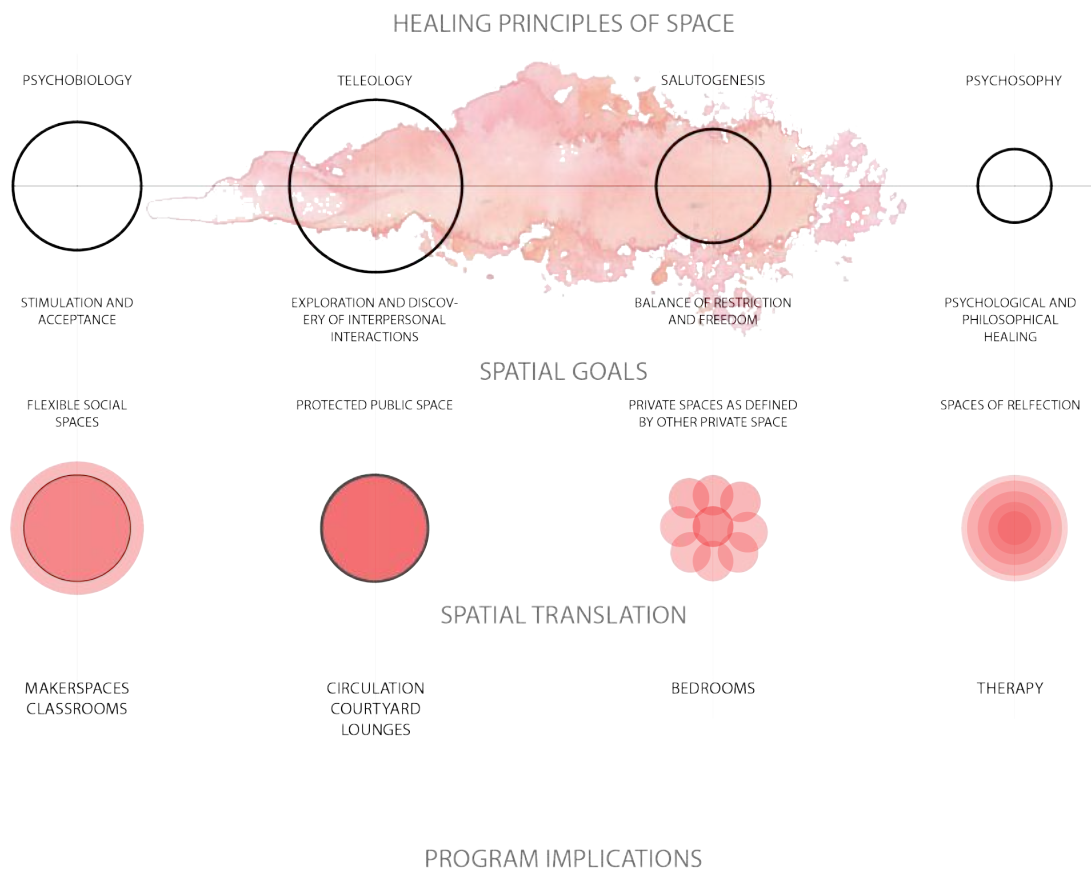 HEALING PRINCIPLES OF SPACE
PSYCHOBIOLOGY
TELEOLOGY
SALUTOGENESIS
PSYCHOSOPHY
STIMULATION AND
ACCEPTANCE
EXPLORATION AND DISCOV-
ERY OF INTERPERSONAL
INTERACTIONS
BALANCE OF RESTRICTION
AND FREEDOM
PSYCHOLOGICAL AND
PHILOSOPHICAL
HEALING
SPATIAL GOALS
FLEXIBLE SOCIAL
SPACES
PROTECTED PUBLIC SPACE
PRIVATE SPACES AS DEFINED
BY OTHER PRIVATE SPACE
SPACES OF RELFECTION
SPATIAL TRANSLATION
MAKERSPACES
CLASSROOMS
CIRCULATION
COURTYARD
LOUNGES
BEDROOMS
THERAPY
PROGRAM IMPLICATIONS